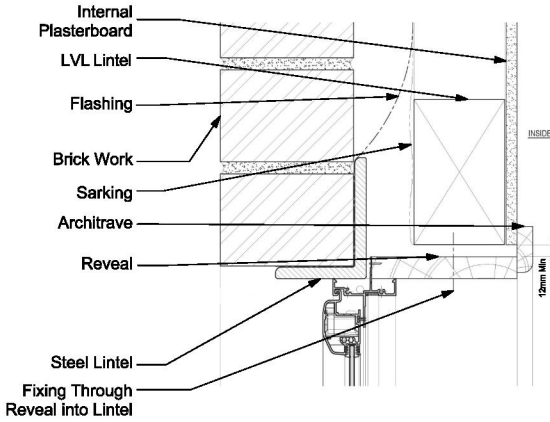 Internal
Plasterboard
LVL Lintel
Flashing
Brick Work
INSIDE
Sarking
Architrave
Reveal
12mm Min
Steel Lintel
Fixing Through
Reveal into Lintel